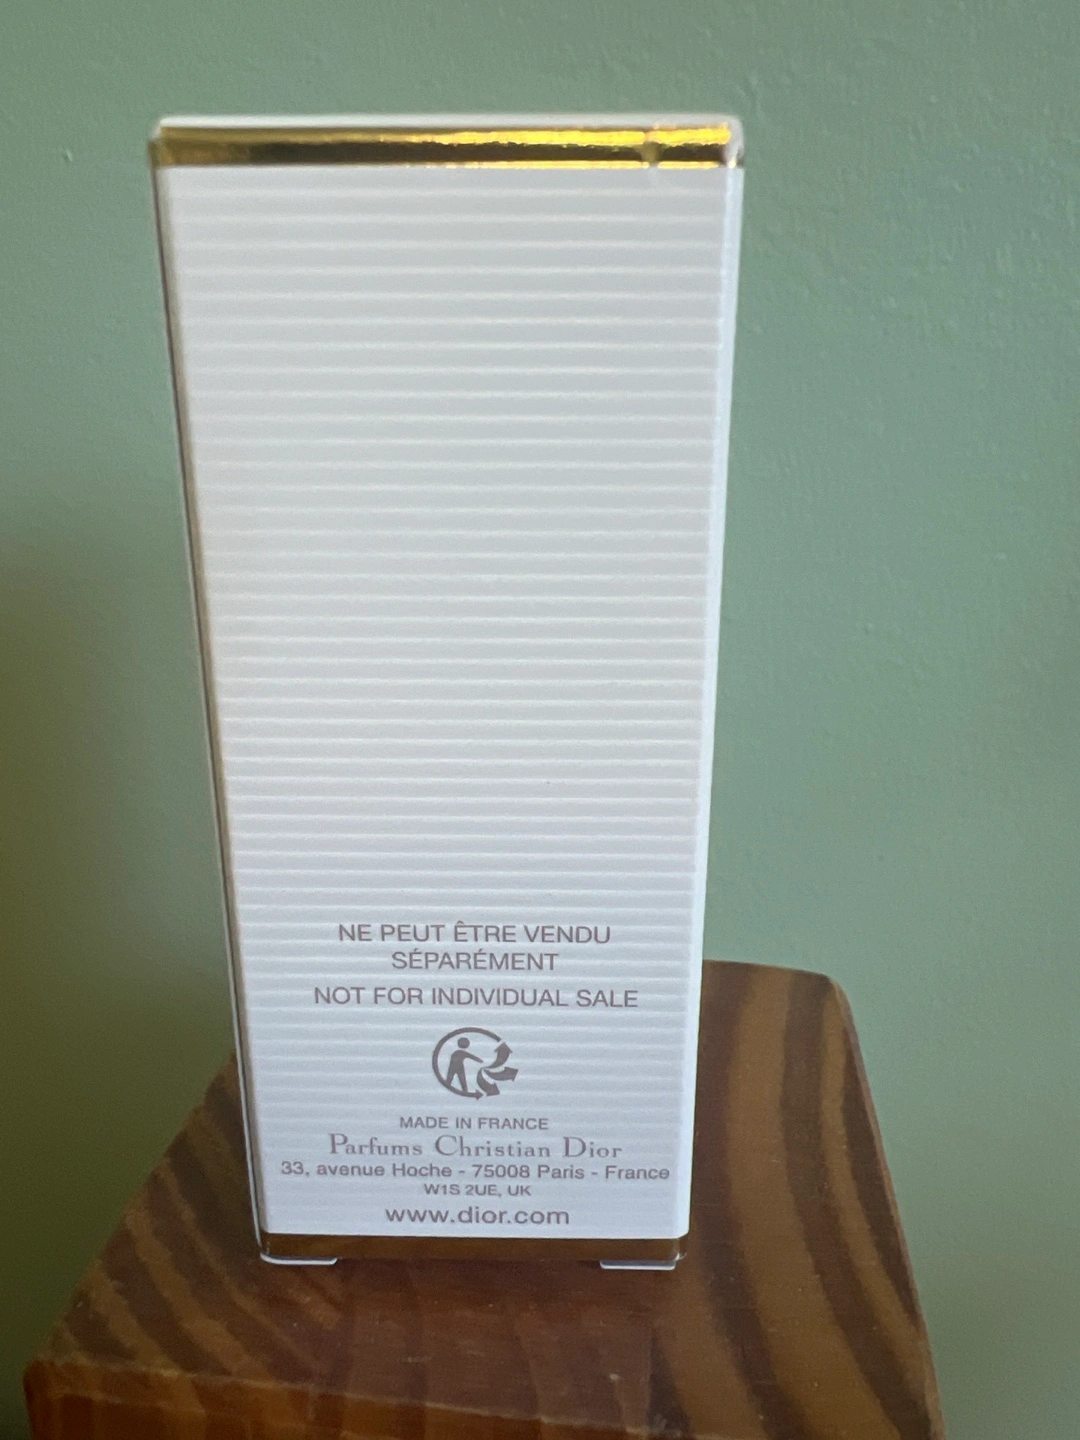 NE PEUT ÊTRE VENDU
SÉPARÉMENT
NOT FOR INDIVIDUAL SALE
MADE IN FRANCE
Parfums Christian Dior
33, avenue Hoche - 75008 Paris - France
W1S 2UE, UK
www.dior.com